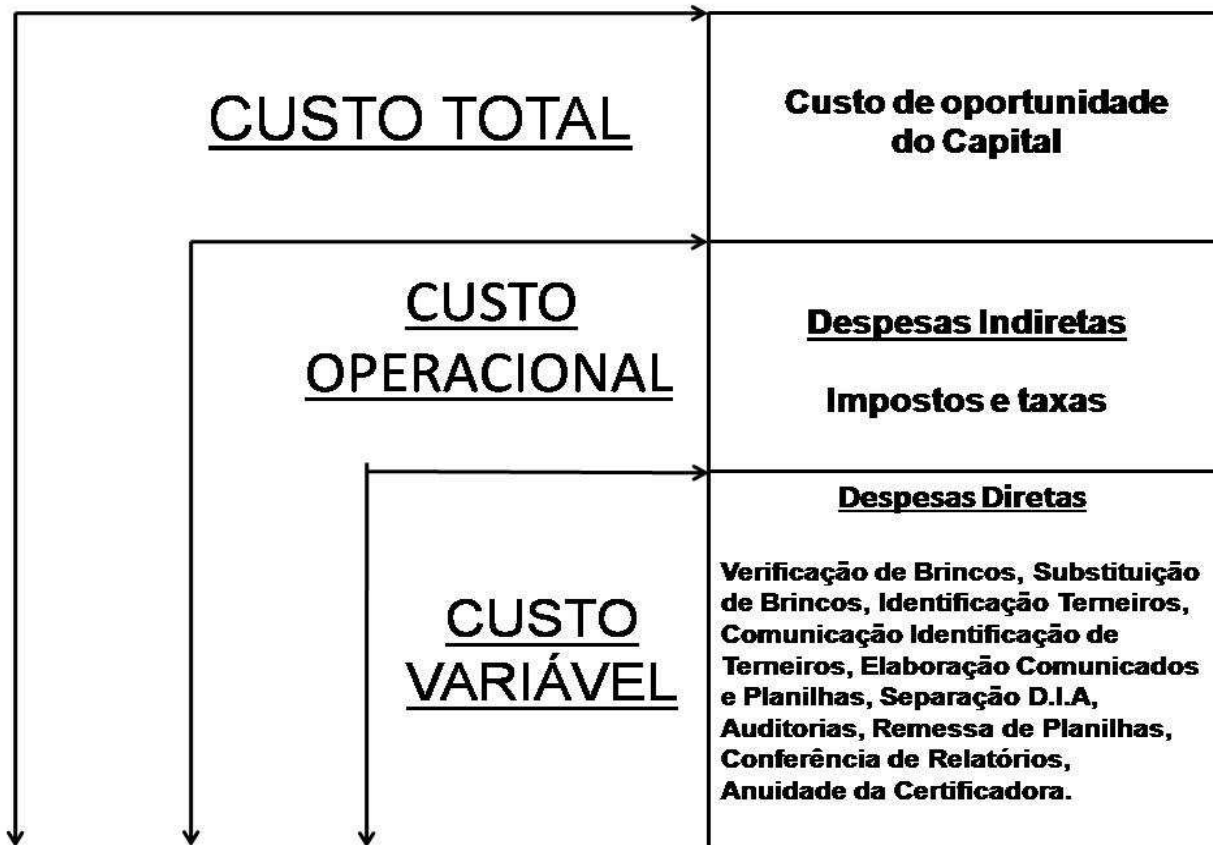 CUSTO TOTAL
Custo de oportunidade
do Capital
CUSTO
OPERACIONAL
Despesas Indiretas
Impostos e taxas
CUSTO
VARIÁVEL
Despesas Diretas
Verificação de Brincos, Substituição
de Brincos, Identificação Terneiros,
Comunicação Identificação de
Terneiros, Elaboração Comunicados
e Planilhas, Separação D.I.A,
Auditorias, Remessa de Planilhas,
Conferência de Relatórios,
Anuidade da Certificadora.